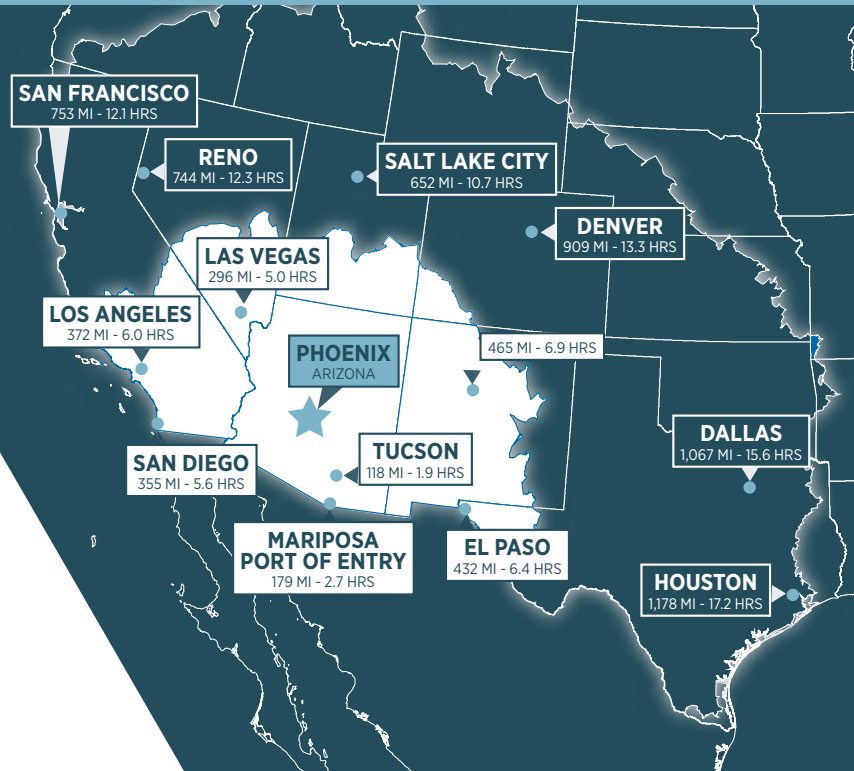 SAN FRANCISCO
753 MI - 12.1 HRS
RENO
744 MI - 12.3 HRS
SALT LAKE CITY
652 MI - 10.7 HRS
DENVER
909 MI - 13.3 HRS
LAS VEGAS
296 MI - 5.0 HRS
LOS ANGELES
372 MI - 6.0 HRS
PHOENIX
ARIZONA
465 MI - 6.9 HRS
DALLAS
1,067 MI - 15.6 HRS
TUCSON
118 MI - 1.9 HRS
SAN DIEGO
355 MI - 5.6 HRS
MARIPOSA
PORT OF ENTRY
179 MI - 2.7 HRS
EL PASO
432 MI - 6.4 HRS
HOUSTON
1,178 MI - 17.2 HRS